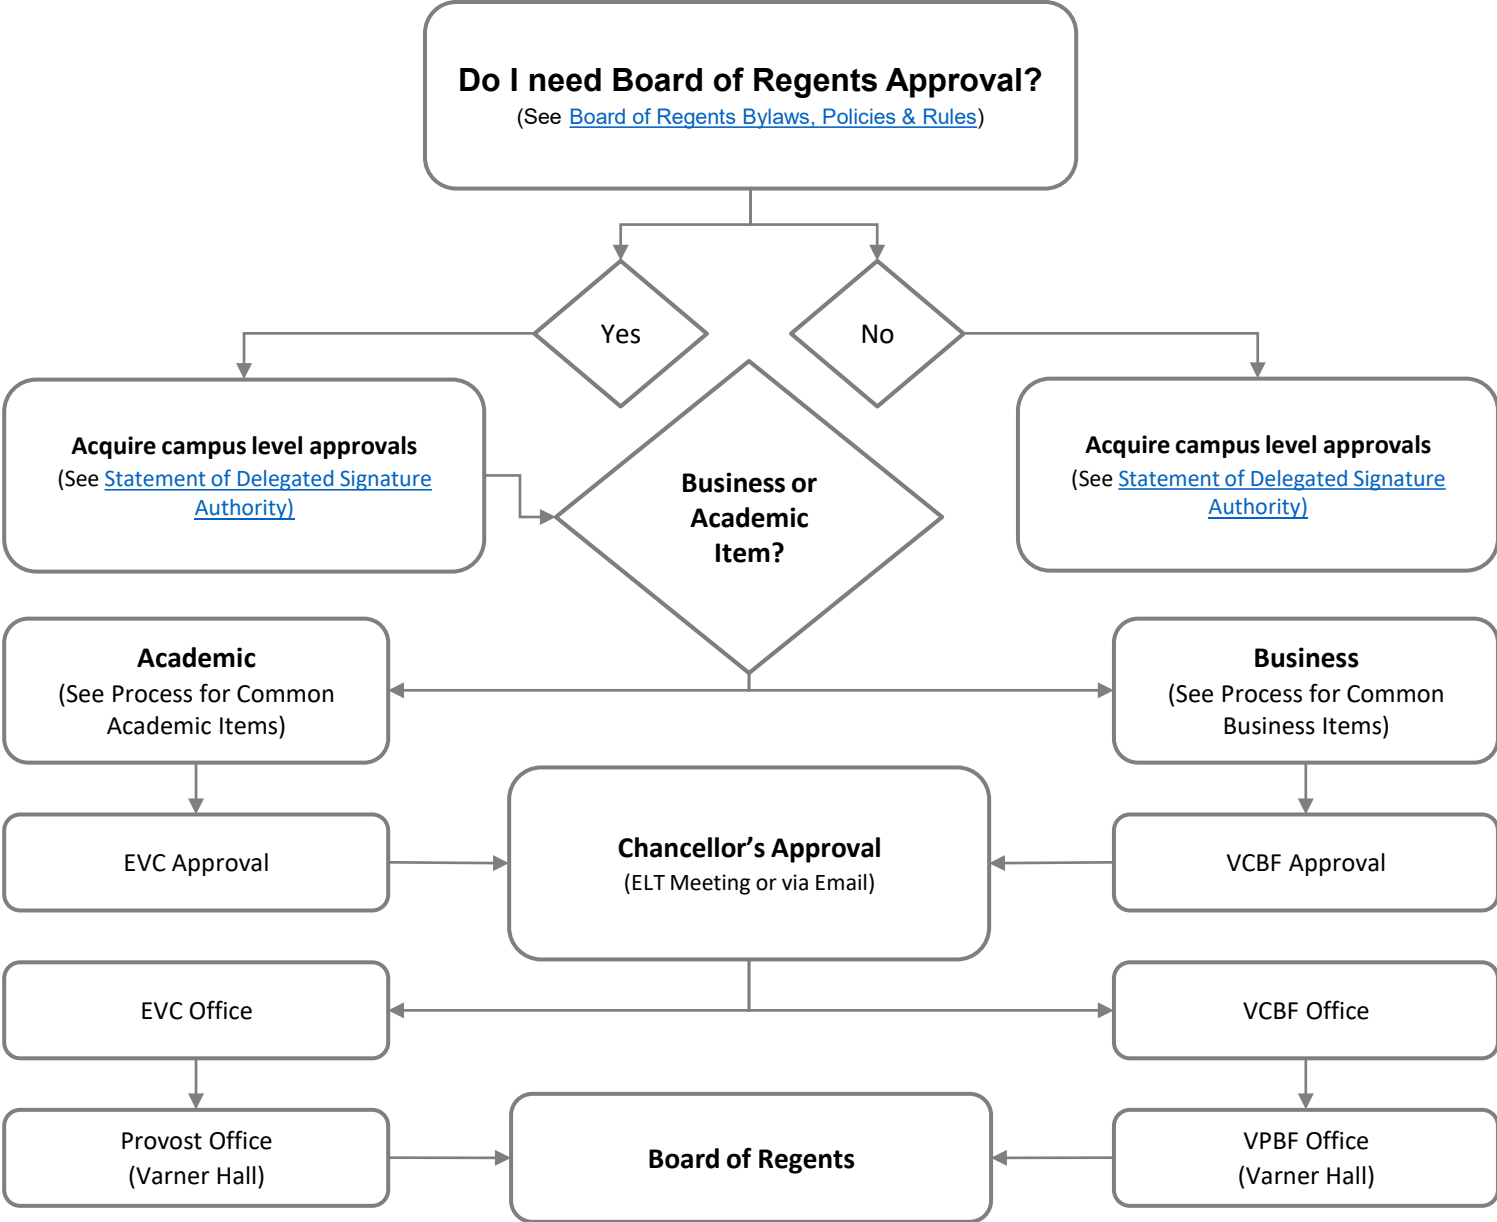 Do I need Board of Regents Approval?
(See Board of Regents Bylaws, Policies & Rules)
Yes
No
Acquire campus level approvals
(See Statement of Delegated Signature
Authority)
Business or
Academic
Item?
Acquire campus level approvals
(See Statement of Delegated Signature
Authority)
Academic
(See Process for Common
Academic Items)
Business
(See Process for Common
Business Items)
EVC Approval
Chancellor’s Approval
(ELT Meeting or via Email)
VCBF Approval
EVC Office
VCBF Office
Provost Office
(Varner Hall)
Board of Regents
VPBF Office
(Varner Hall)